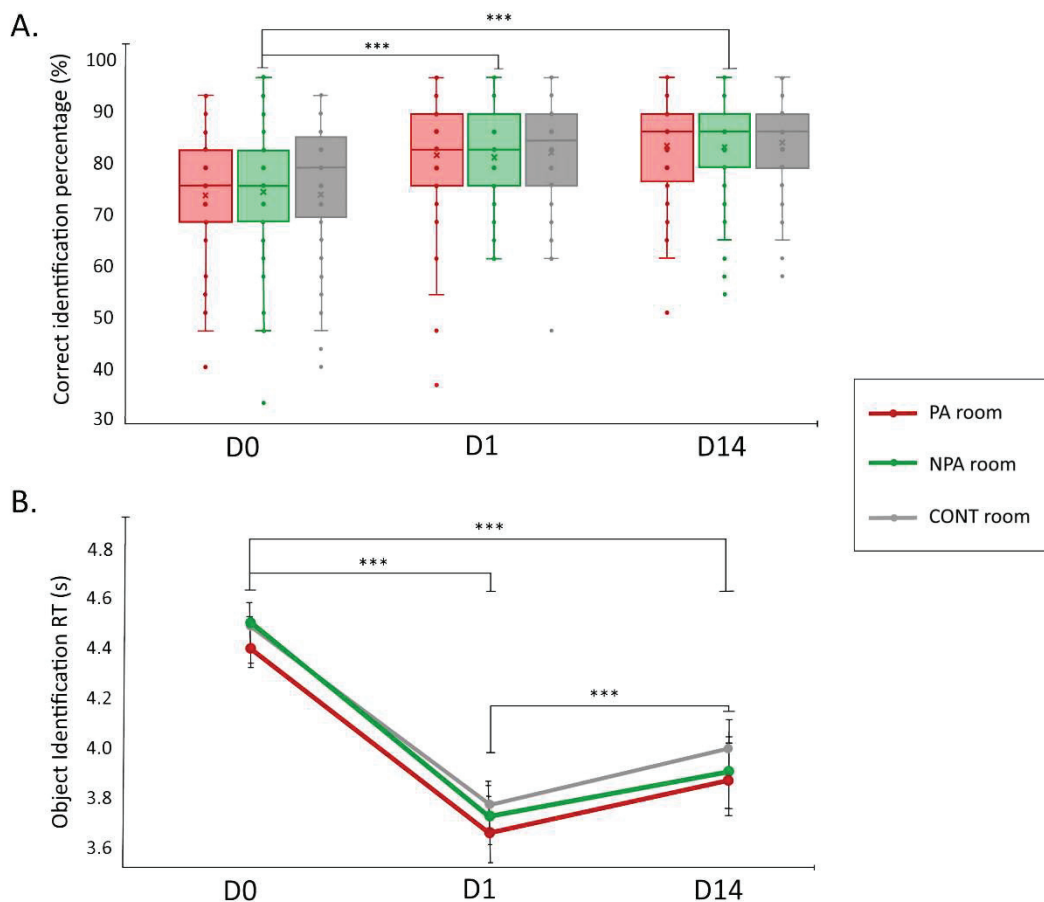 A.
***
***
Correct identification percentage (%)
100
90
80
70
60
50
40
30
D0
D1
D14
PA room
NPA room
CONT room
B.
***
***
***
Object Identification RT (s)
4.8
4.6
4.4
4.2
4.0
3.8
3.6
D0
D1
D14